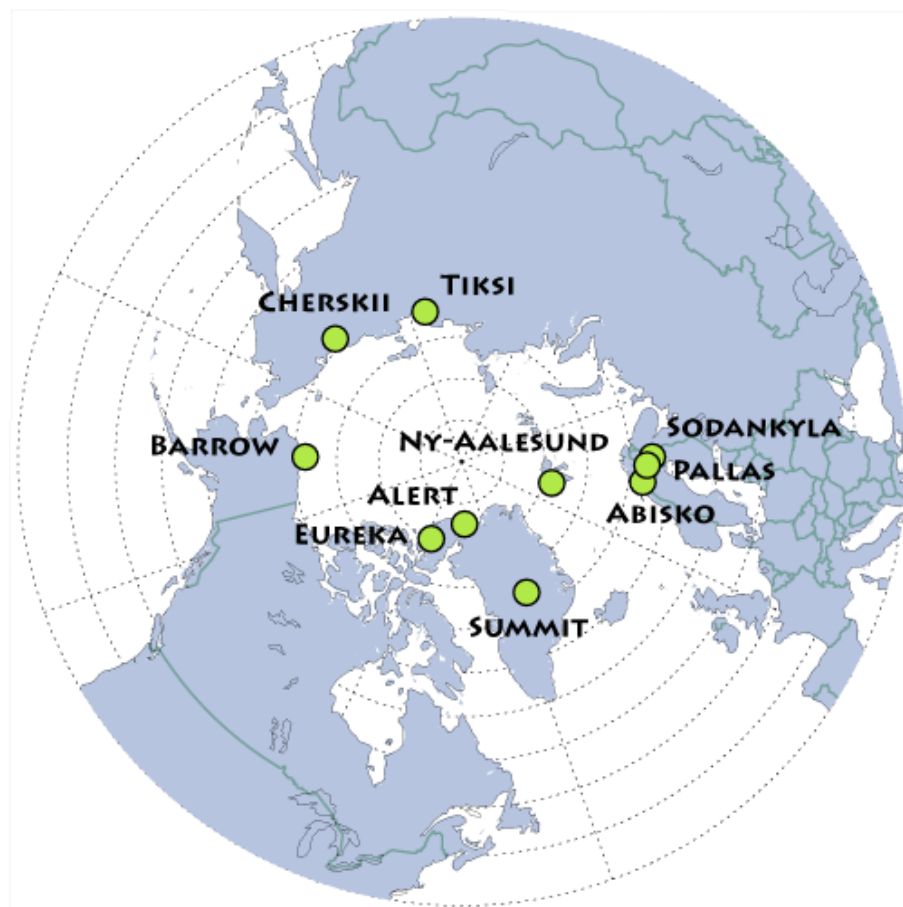 Tiksi
Cherskii
Sodankyla
Barrow
Ny-Aalesund
Pallas
Alert
Abisko
Eureka
Summit